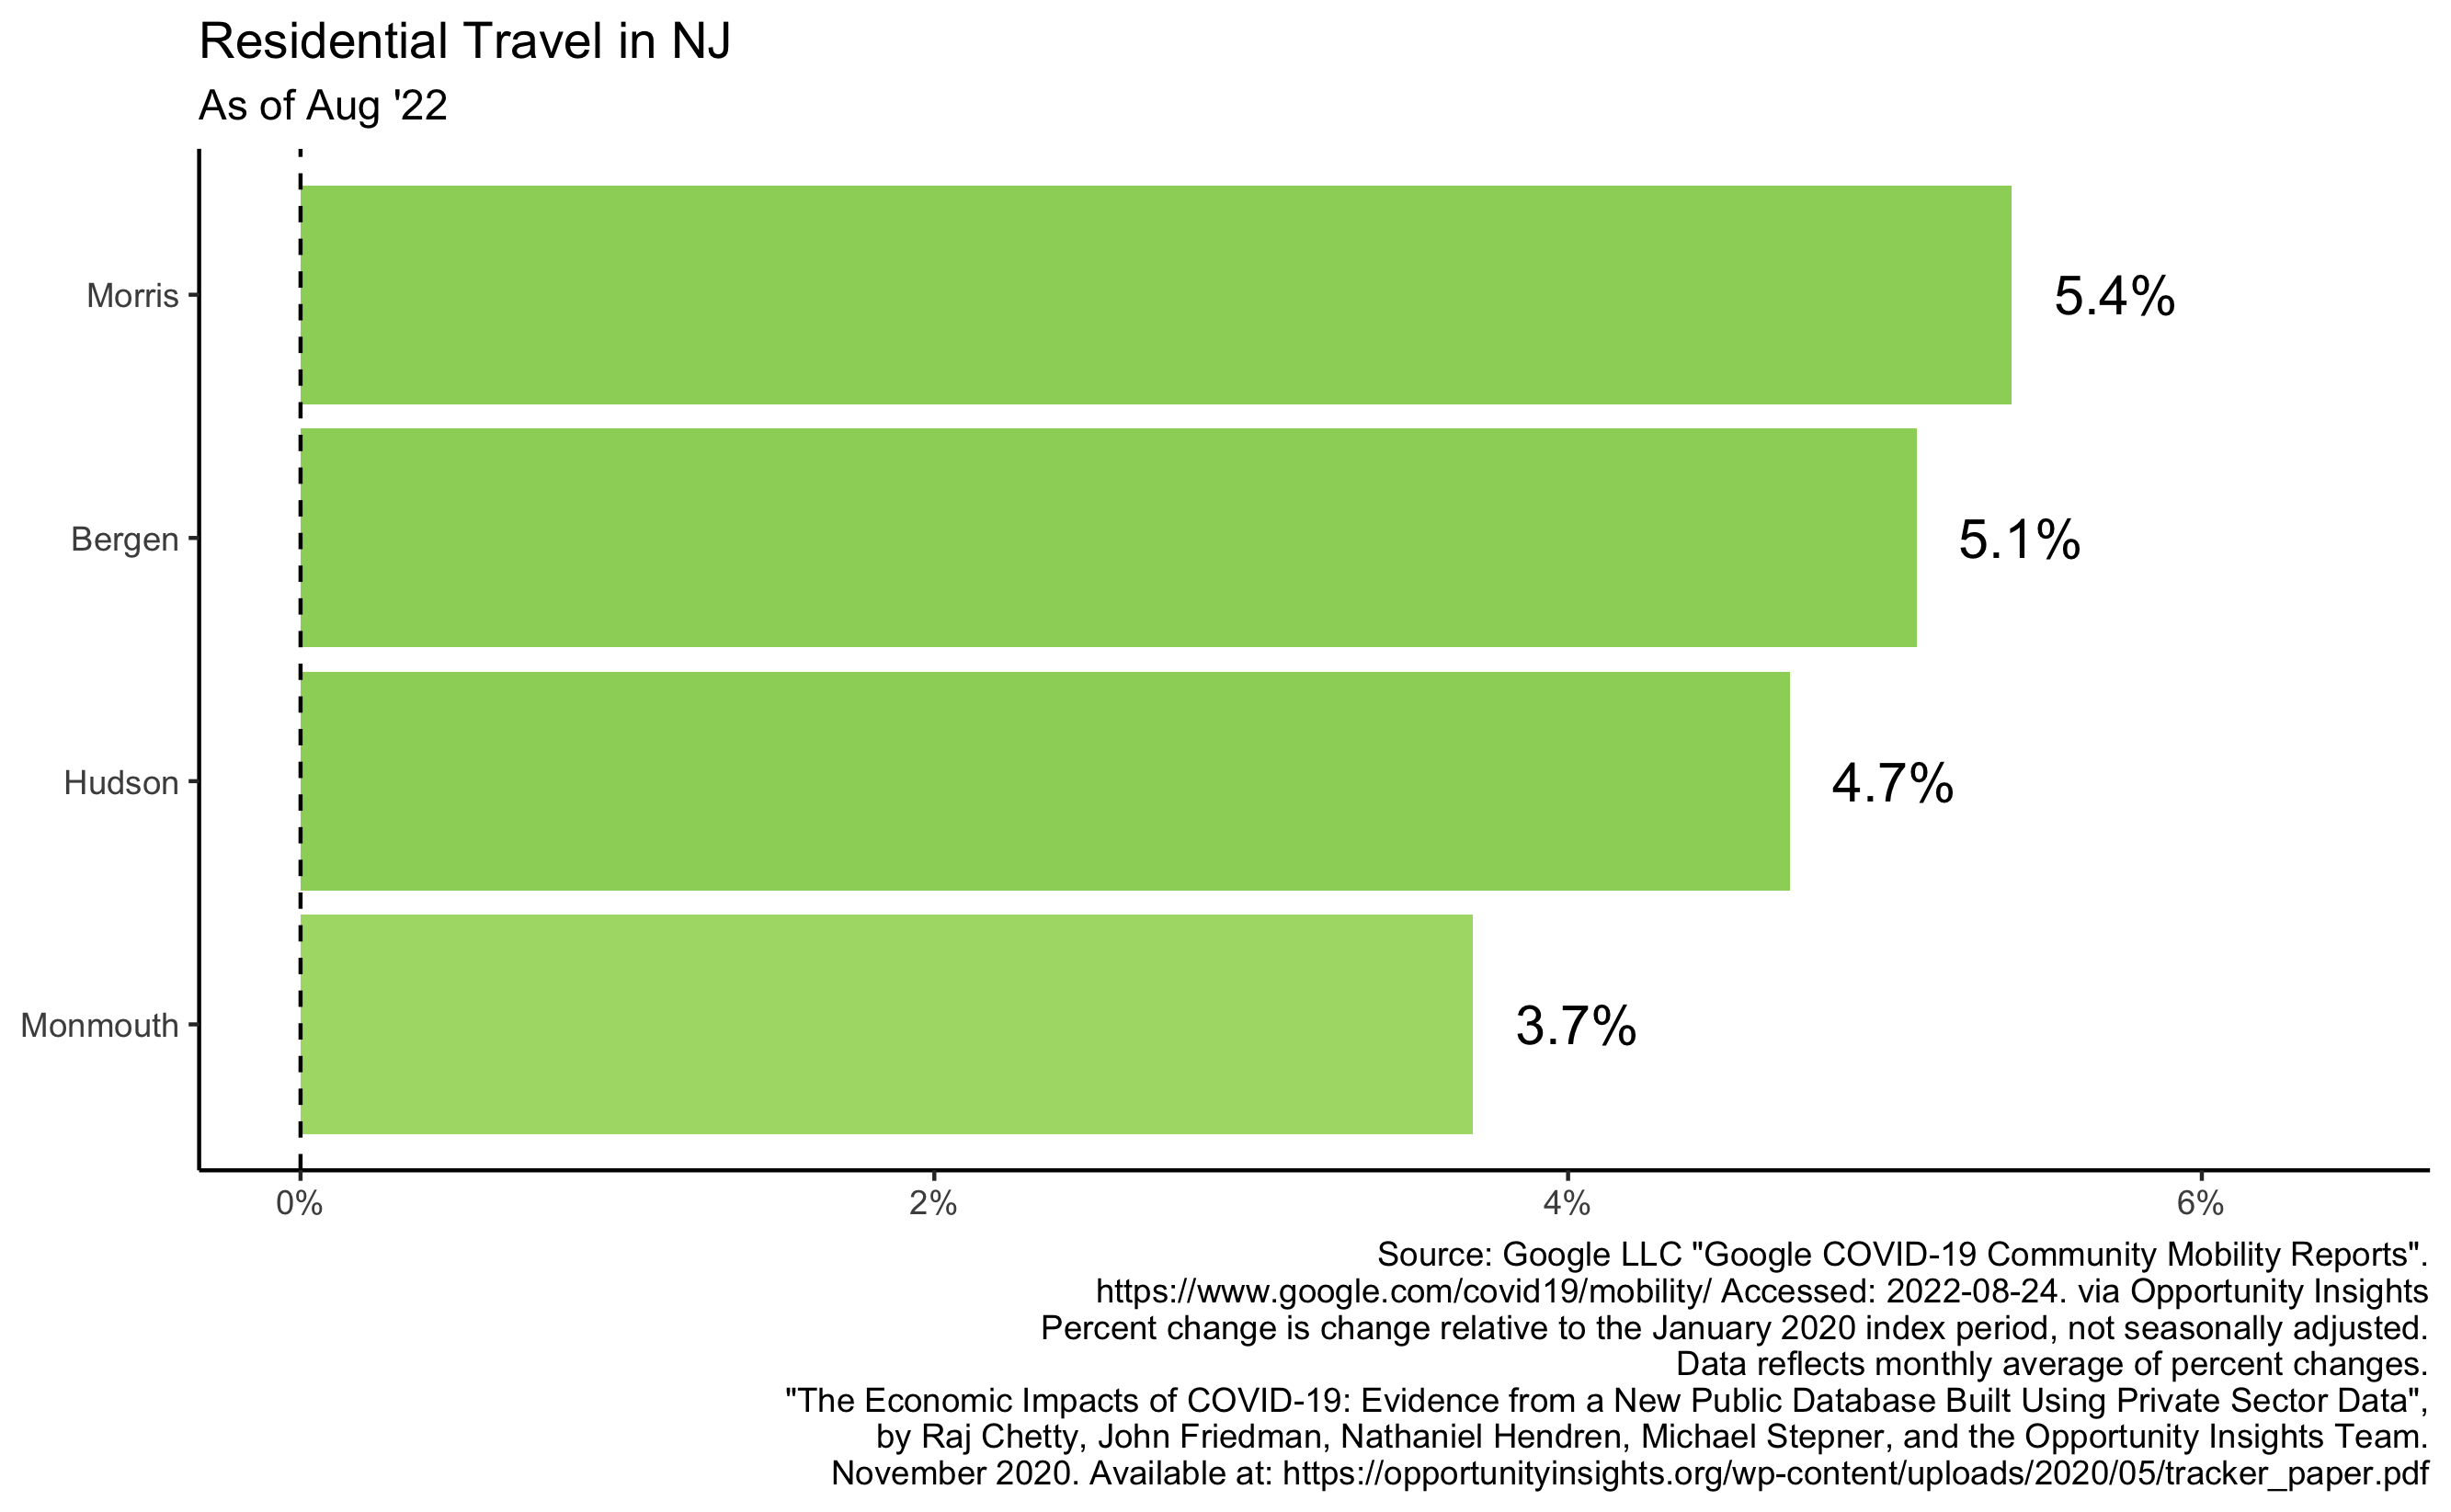 Residential Travel in NJ
As of Aug '22
Morris
5.4%
Bergen
5.1%
Hudson
4.7%
Monmouth
3.7%
0%
2%
4%
6%
Source: Google LLC "Google COVID-19 Community Mobility Reports".
https://www.google.com/covid19/mobility/ Accessed: 2022-08-24. via Opportunity Insights
Percent change is change relative to the January 2020 index period, not seasonally adjusted.
Data reflects monthly average of percent changes.
"The Economic Impacts of COVID-19: Evidence from a New Public Database Built Using Private Sector Data",
by Raj Chetty, John Friedman, Nathaniel Hendren, Michael Stepner, and the Opportunity Insights Team.
November 2020. Available at: https://opportunityinsights.org/wp-content/uploads/2020/05/tracker_paper.pdf